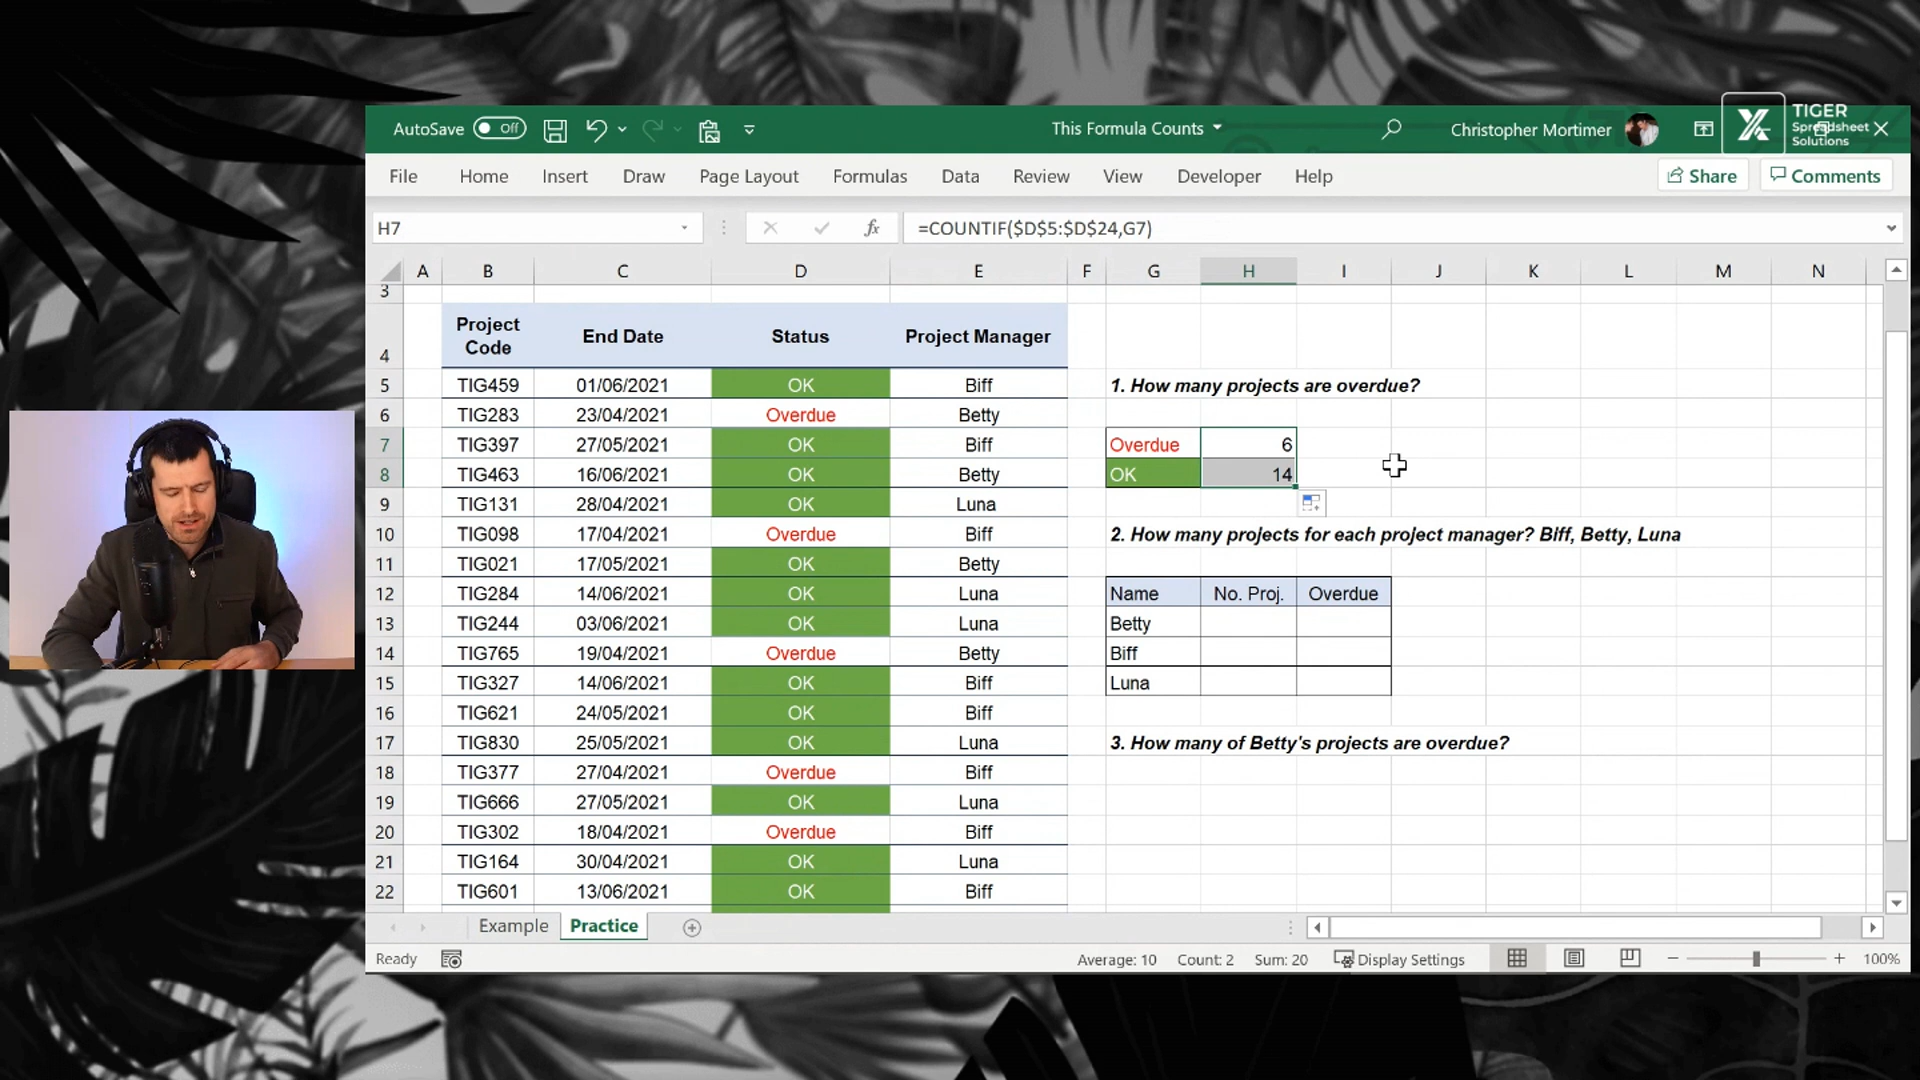 AutoSave Off This Formula Counts Christopher Mortimer
TIGER
Spreadsheet
Solutions
File Home Insert Draw Page Layout Formulas Data Review View Developer Help Share Comments
H7 fx =COUNTIF($D$5:$D$24,G7)
A B C D E F G H I J K L M N
3
4 Project Code End Date Status Project Manager
5 TIG459 01/06/2021 OK Biff 1. How many projects are overdue?
6 TIG283 23/04/2021 Overdue Betty
7 TIG397 27/05/2021 OK Biff Overdue 6
8 TIG463 16/06/2021 OK Betty OK 14
9 TIG131 28/04/2021 OK Luna
10 TIG098 17/04/2021 Overdue Biff 2. How many projects for each project manager? Biff, Betty, Luna
11 TIG021 17/05/2021 OK Betty
12 TIG284 14/06/2021 OK Luna Name No. Proj. Overdue
13 TIG244 03/06/2021 OK Luna Betty
14 TIG765 19/04/2021 Overdue Betty Biff
15 TIG327 14/06/2021 OK Biff Luna
16 TIG621 24/05/2021 OK Biff
17 TIG830 25/05/2021 OK Luna 3. How many of Betty's projects are overdue?
18 TIG377 27/04/2021 Overdue Biff
19 TIG666 27/05/2021 OK Luna
20 TIG302 18/04/2021 Overdue Biff
21 TIG164 30/04/2021 OK Luna
22 TIG601 13/06/2021 OK Biff
Example Practice
Ready Average: 10 Count: 2 Sum: 20 Display Settings 100%